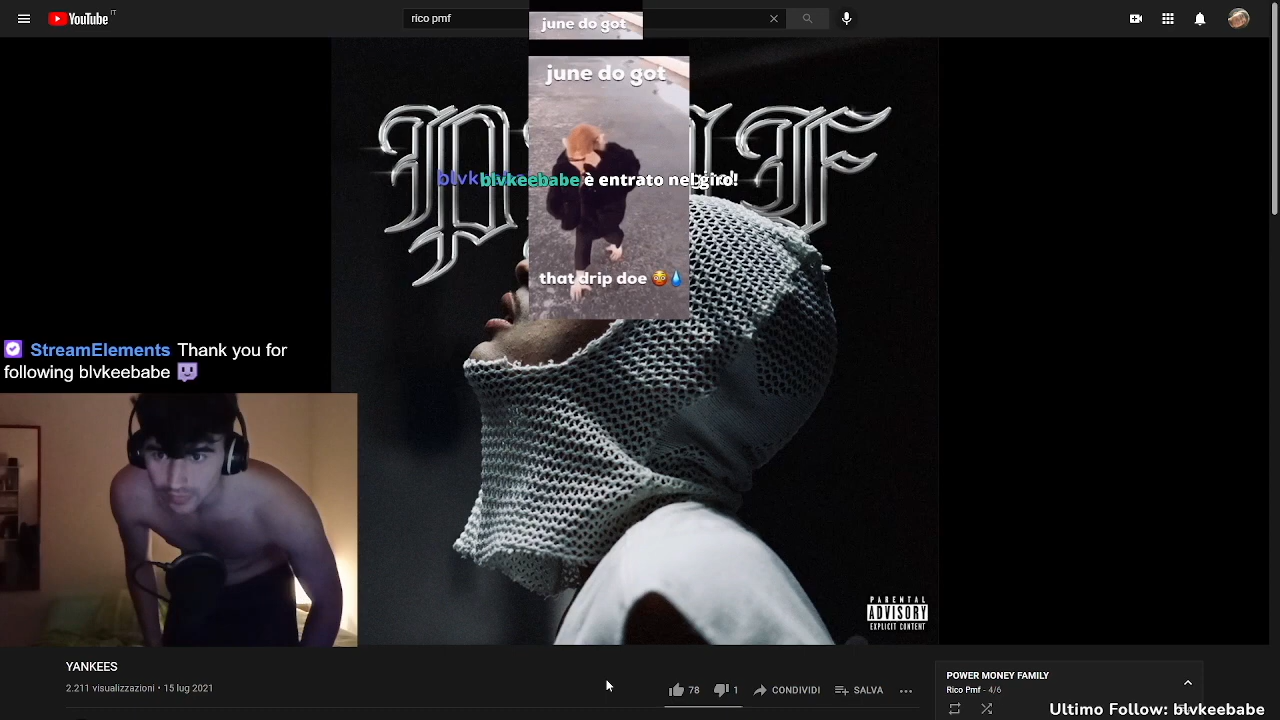 YouTube IT
rico pmf
june do got
june do got
blvkeebabe è entrato nel giro!
that drip doe 😳💧
StreamElements Thank you for
following blvkeebabe
PARENTAL
ADVISORY
EXPLICIT CONTENT
YANKEES
2.211 visualizzazioni • 15 lug 2021
78
1
CONDIVIDI
SALVA
POWER MONEY FAMILY
Rico Pmf - 4/6
Ultimo Follow: blvkeebabe